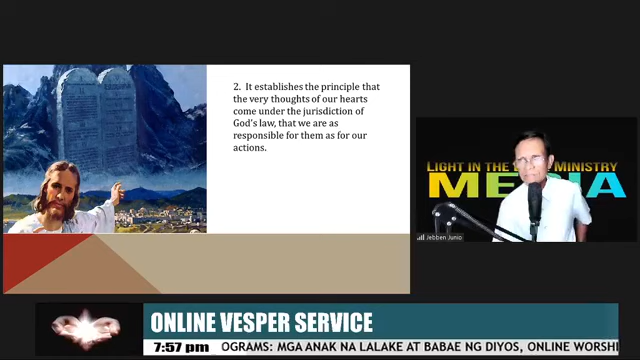 2. It establishes the principle that
the very thoughts of our hearts
come under the jurisdiction of
God's law, that we are as
responsible for them as for our
actions.
LIGHT IN THE MINISTRY
MEDIA
Jebben Junio
ONLINE VESPER SERVICE
7:57 pm
OGRAMS: MGA ANAK NA LALAKE AT BABAE NG DIYOS, ONLINE WORSHI